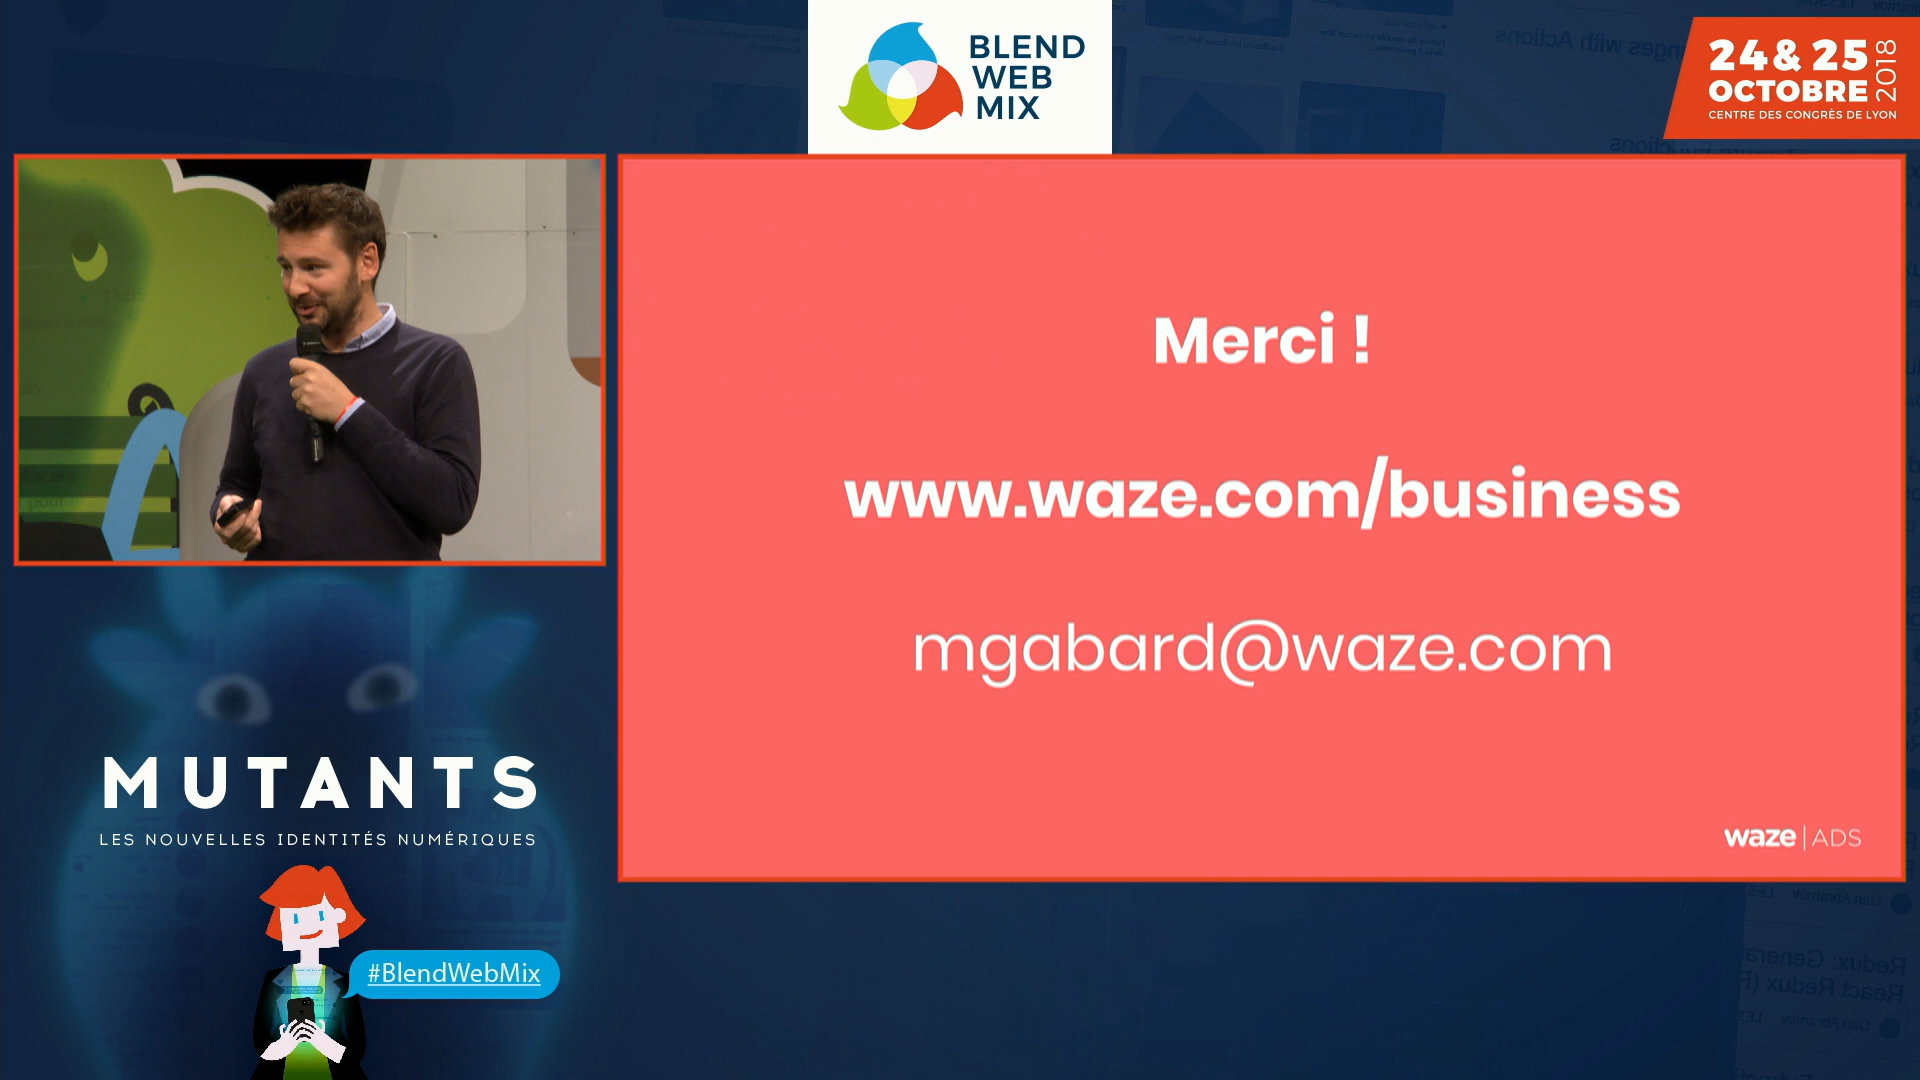 BLEND
WEB
MIX
24 & 25
OCTOBRE
2018
CENTRE DES CONGRÈS DE LYON
Merci !
www.waze.com/business
mgabard@waze.com
waze | ADS
MUTANTS
LES NOUVELLES IDENTITÉS NUMÉRIQUES
#BlendWebMix